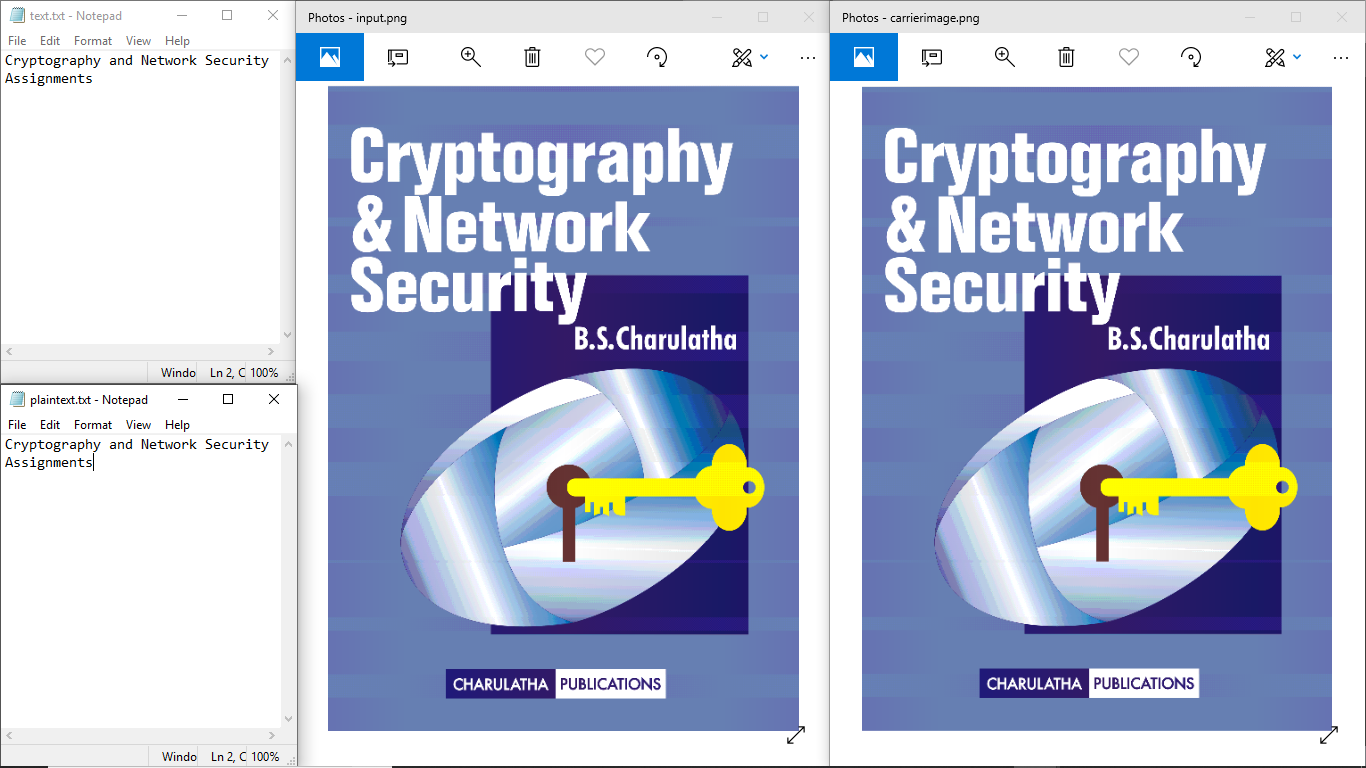 text.txt - Notepad
File Edit Format View Help
Cryptography and Network Security
Assignments
Windo Ln 2, C 100%
plaintext.txt - Notepad
File Edit Format View Help
Cryptography and Network Security
Assignments
Windo Ln 2, C 100%
Photos - input.png
Cryptography
& Network
Security
B.S.Charulatha
CHARULATHA PUBLICATIONS
Photos - carrierimage.png
Cryptography
& Network
Security
B.S.Charulatha
CHARULATHA PUBLICATIONS